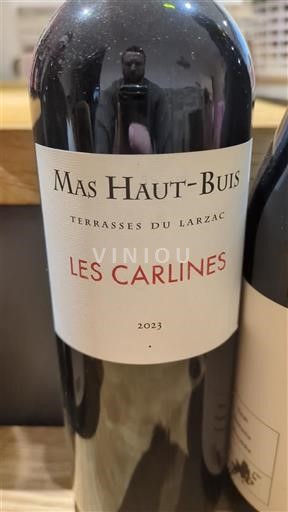 MAS HAUT-BUIS
TERRASSES DU LARZAC
VINIOU
LES CARLINES
2023